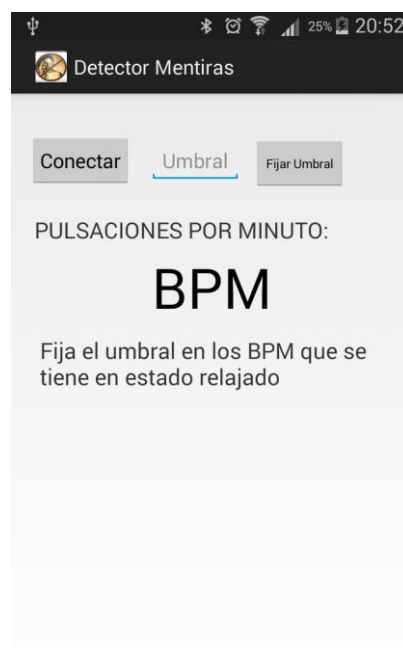 25% 20:52
Detector Mentiras
Conectar Umbral Fijar Umbral
PULSACIONES POR MINUTO:
BPM
Fija el umbral en los BPM que se
tiene en estado relajado